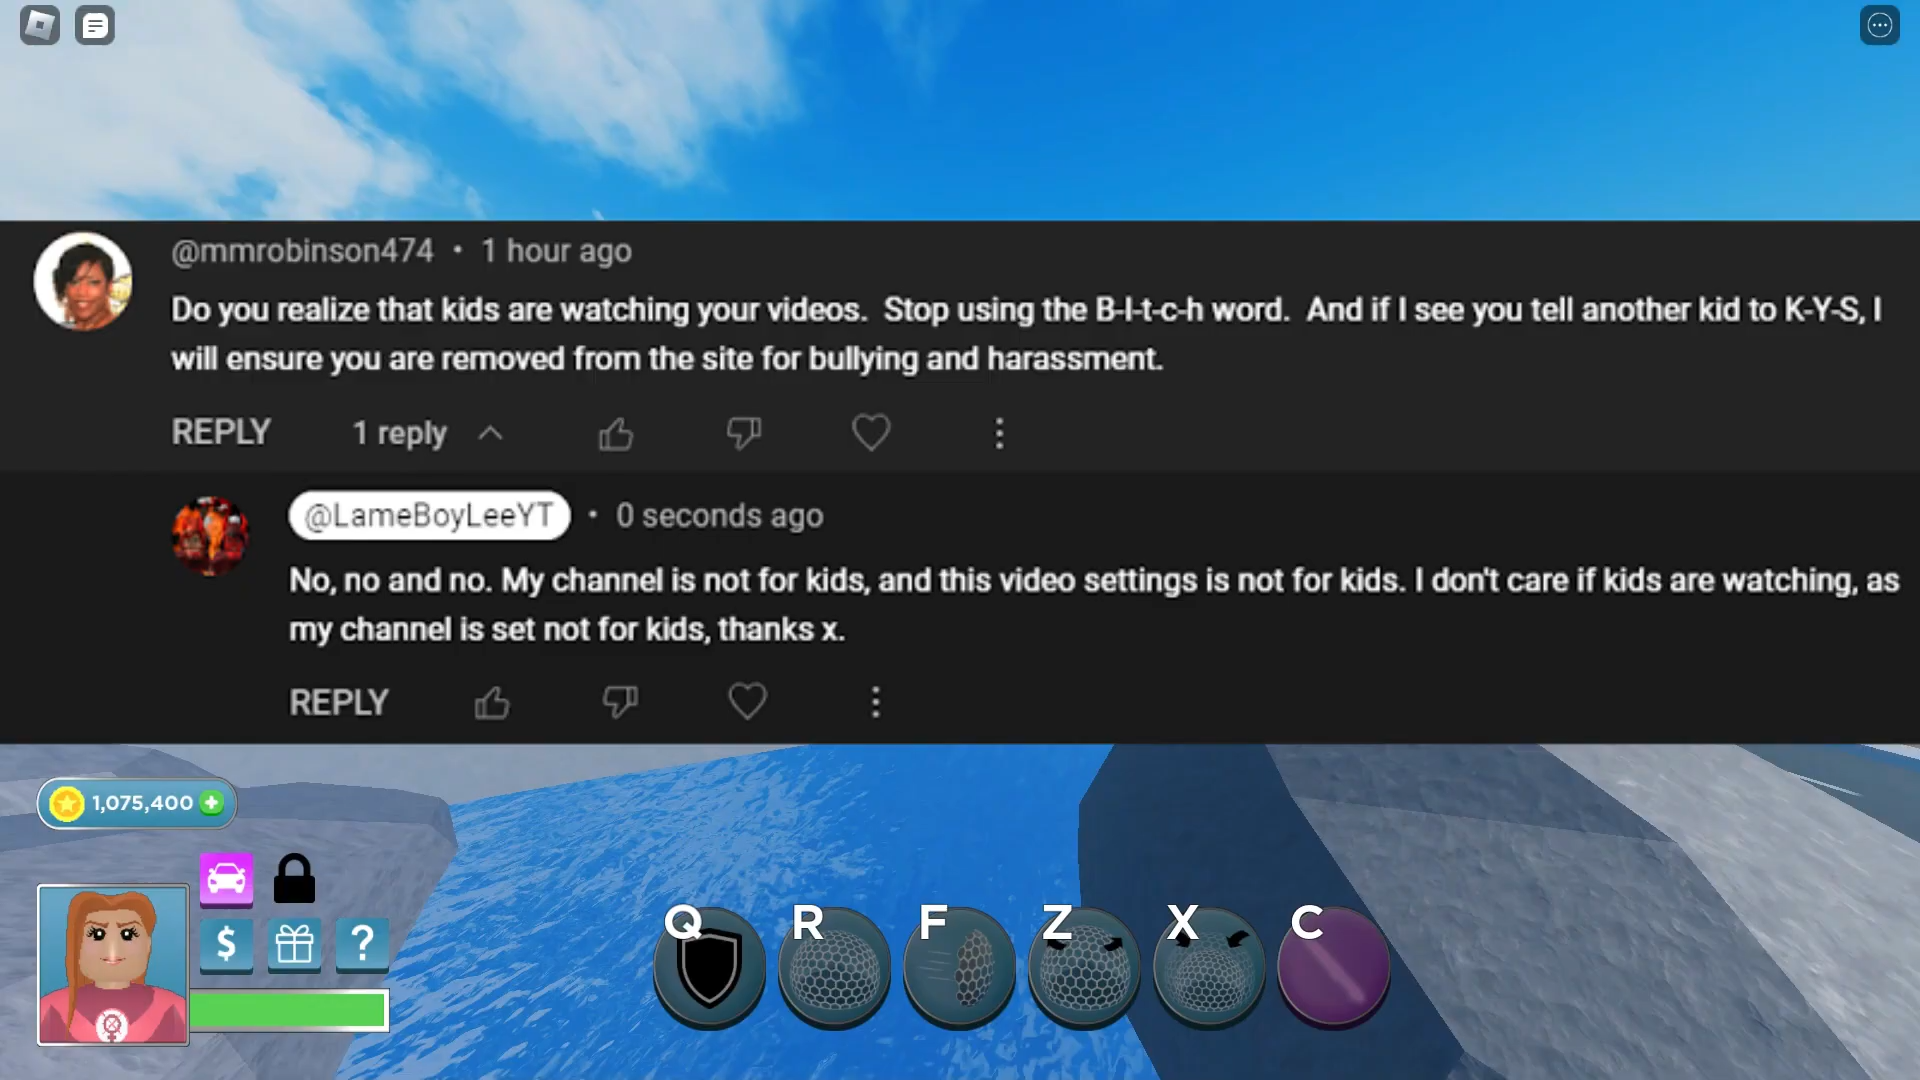 @mmrobinson474 • 1 hour ago
Do you realize that kids are watching your videos.  Stop using the B-I-t-c-h word.  And if I see you tell another kid to K-Y-S, I
will ensure you are removed from the site for bullying and harassment.
REPLY 1 reply
@LameBoyLeeYT • 0 seconds ago
No, no and no. My channel is not for kids, and this video settings is not for kids. I don't care if kids are watching, as
my channel is set not for kids, thanks x.
REPLY
1,075,400
$ ?
Q R F Z X C